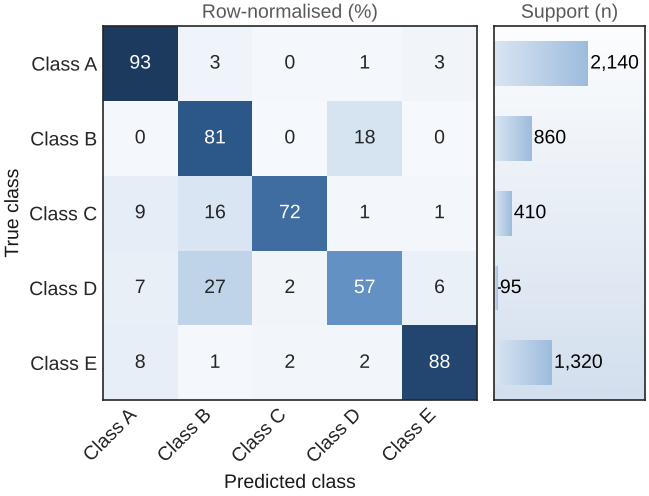 Row-normalised (%) Support (n)
Class A 93 3 0 1 3 2,140
Class B 0 81 0 18 0 860
Class C 9 16 72 1 1 410
Class D 7 27 2 57 6 95
Class E 8 1 2 2 88 1,320
True class
Class A Class B Class C Class D Class E
Predicted class